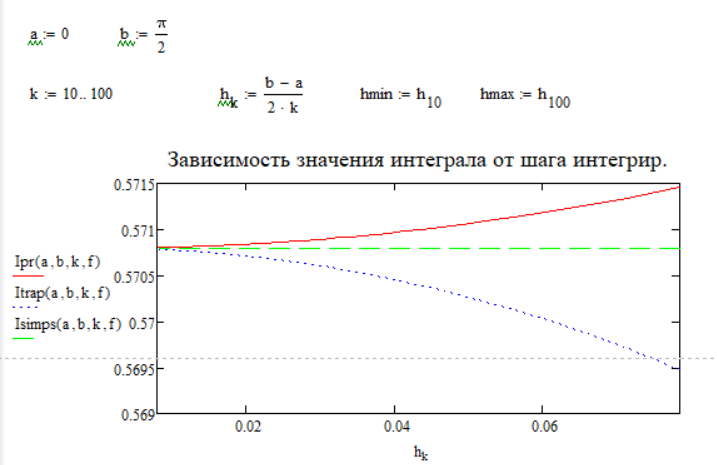 a := 0 b := π/2
k := 10.. 100 h_k := (b − a)/(2 · k) hmin := h_10 hmax := h_100
Зависимость значения интеграла от шага интегрир.
0.5715
0.571
Ipr(a,b,k,f)
0.5705
Itrap(a,b,k,f)
Isimps(a,b,k,f) 0.57
0.5695
0.569
0.02 0.04 0.06
h_k